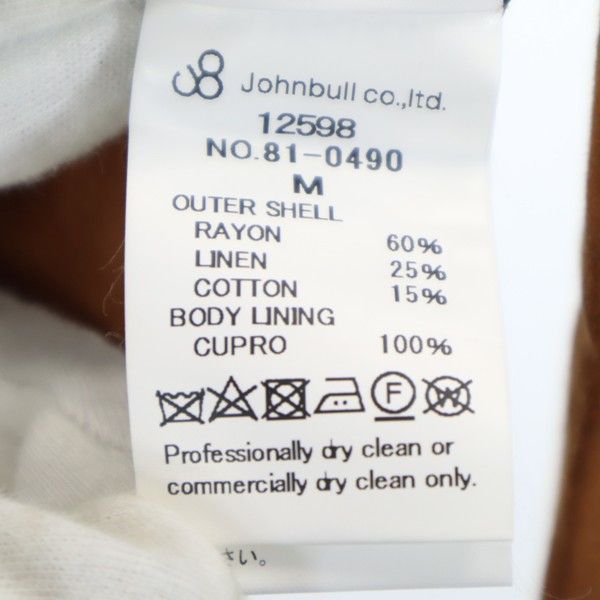 Johnbull co.,ltd.
12598
NO.81-0490
M
OUTER SHELL
RAYON 60%
LINEN 25%
COTTON 15%
BODY LINING
CUPRO 100%
F W
Professionally dry clean or
commercially dry clean only.
さい。